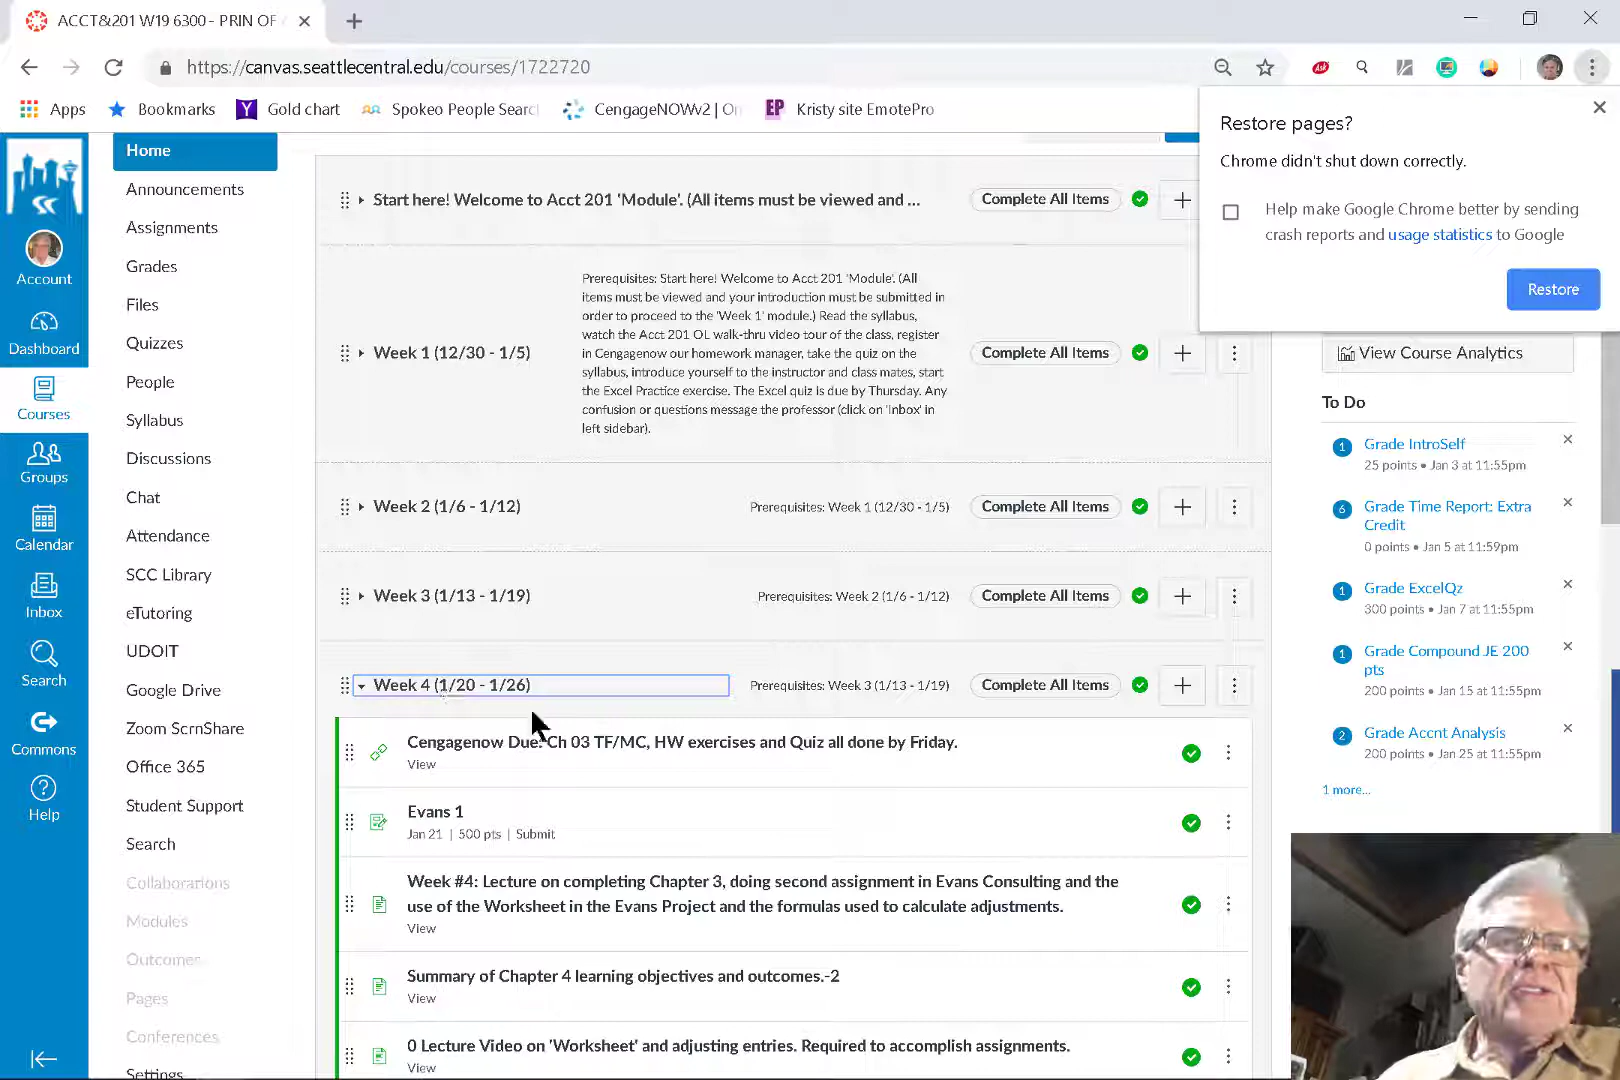 ACCT&201 W19 6300 - PRIN OF
https://canvas.seattlecentral.edu/courses/1722720
Apps
Bookmarks
Gold chart
Spokeo People Searc
CengageNOWv2 | On
EP
Kristy site EmotePro
Restore pages?
Chrome didn't shut down correctly.
Help make Google Chrome better by sending
crash reports and usage statistics to Google
Restore
Account
Dashboard
Courses
Groups
Calendar
Inbox
Search
Commons
Help
Home
Announcements
Assignments
Grades
Files
Quizzes
People
Syllabus
Discussions
Chat
Attendance
SCC Library
eTutoring
UDOIT
Google Drive
Zoom ScrnShare
Office 365
Student Support
Search
Collaborations
Modules
Outcomes
Pages
Conferences
Settings
Start here! Welcome to Acct 201 'Module'. (All items must be viewed and ...
Complete All Items
Week 1 (12/30 - 1/5)
Prerequisites: Start here! Welcome to Acct 201 'Module'. (All
items must be viewed and your introduction must be submitted in
order to proceed to the 'Week 1' module.) Read the syllabus,
watch the Acct 201 OL walk-thru video tour of the class, register
in Cengagenow our homework manager, take the quiz on the
syllabus, introduce yourself to the instructor and class mates, start
the Excel Practice exercise. The Excel quiz is due by Thursday. Any
confusion or questions message the professor (click on 'Inbox' in
left sidebar).
Complete All Items
Week 2 (1/6 - 1/12)
Prerequisites: Week 1 (12/30 - 1/5)
Complete All Items
Week 3 (1/13 - 1/19)
Prerequisites: Week 2 (1/6 - 1/12)
Complete All Items
Week 4 (1/20 - 1/26)
Prerequisites: Week 3 (1/13 - 1/19)
Complete All Items
Cengagenow Due: Ch 03 TF/MC, HW exercises and Quiz all done by Friday.
View
Evans 1
Jan 21 | 500 pts | Submit
Week #4: Lecture on completing Chapter 3, doing second assignment in Evans Consulting and the
use of the Worksheet in the Evans Project and the formulas used to calculate adjustments.
View
Summary of Chapter 4 learning objectives and outcomes.-2
View
0 Lecture Video on 'Worksheet' and adjusting entries. Required to accomplish assignments.
View
View Course Analytics
To Do
1 Grade IntroSelf
25 points • Jan 3 at 11:55pm
6 Grade Time Report: Extra
Credit
0 points • Jan 5 at 11:59pm
1 Grade ExcelQz
300 points • Jan 7 at 11:55pm
1 Grade Compound JE 200
pts
200 points • Jan 15 at 11:55pm
2 Grade Accnt Analysis
200 points • Jan 25 at 11:55pm
1 more...